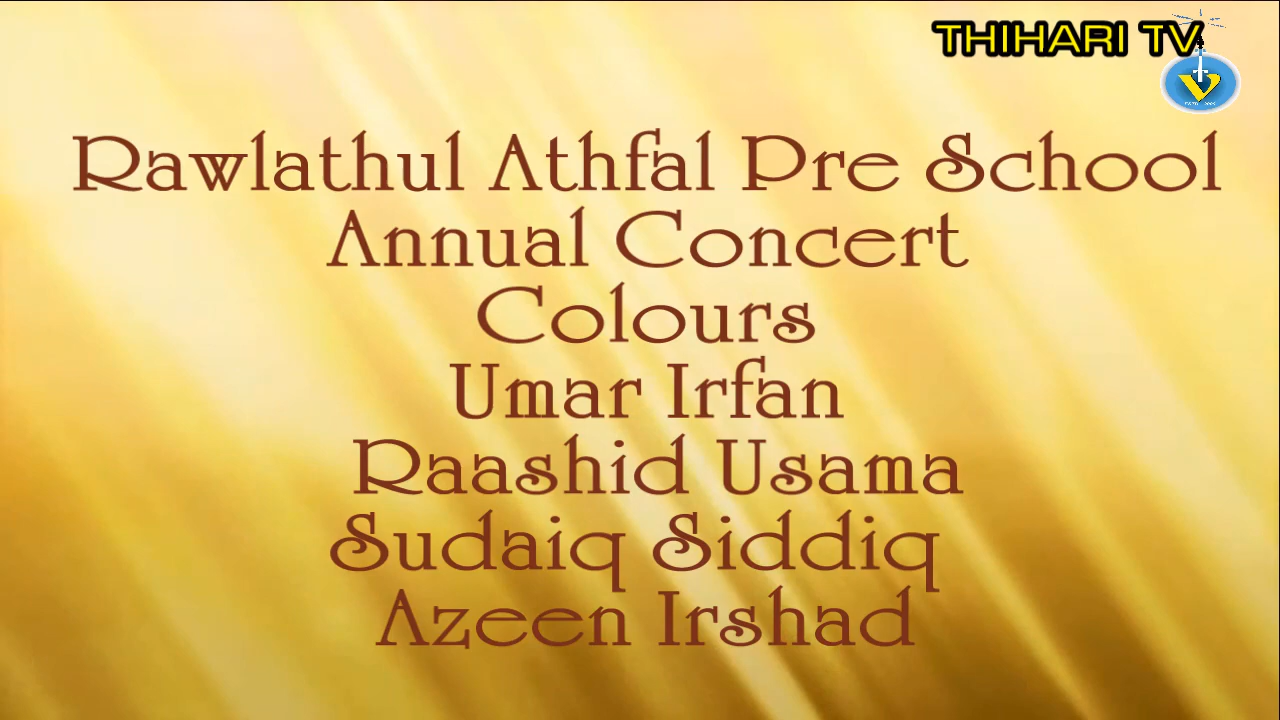 THIHARI TV
Rawlathul Athfal Pre School
Annual Concert
Colours
Umar Irfan
Raashid Usama
Sudaiq Siddiq
Azeen Irshad